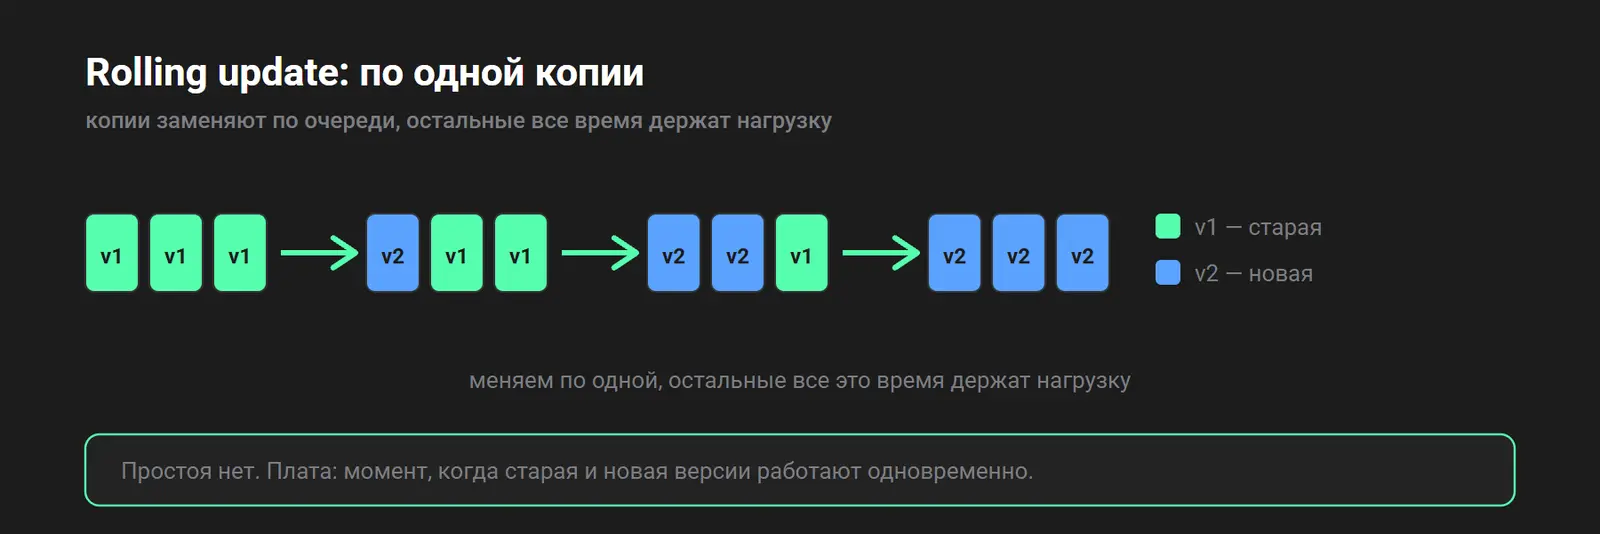 Rolling update: по одной копии
копии заменяют по очереди, остальные все время держат нагрузку
v1 v1 v1 v2 v1 v1 v2 v2 v1 v2 v2 v2
v1 — старая
v2 — новая
меняем по одной, остальные все это время держат нагрузку
Простоя нет. Плата: момент, когда старая и новая версии работают одновременно.